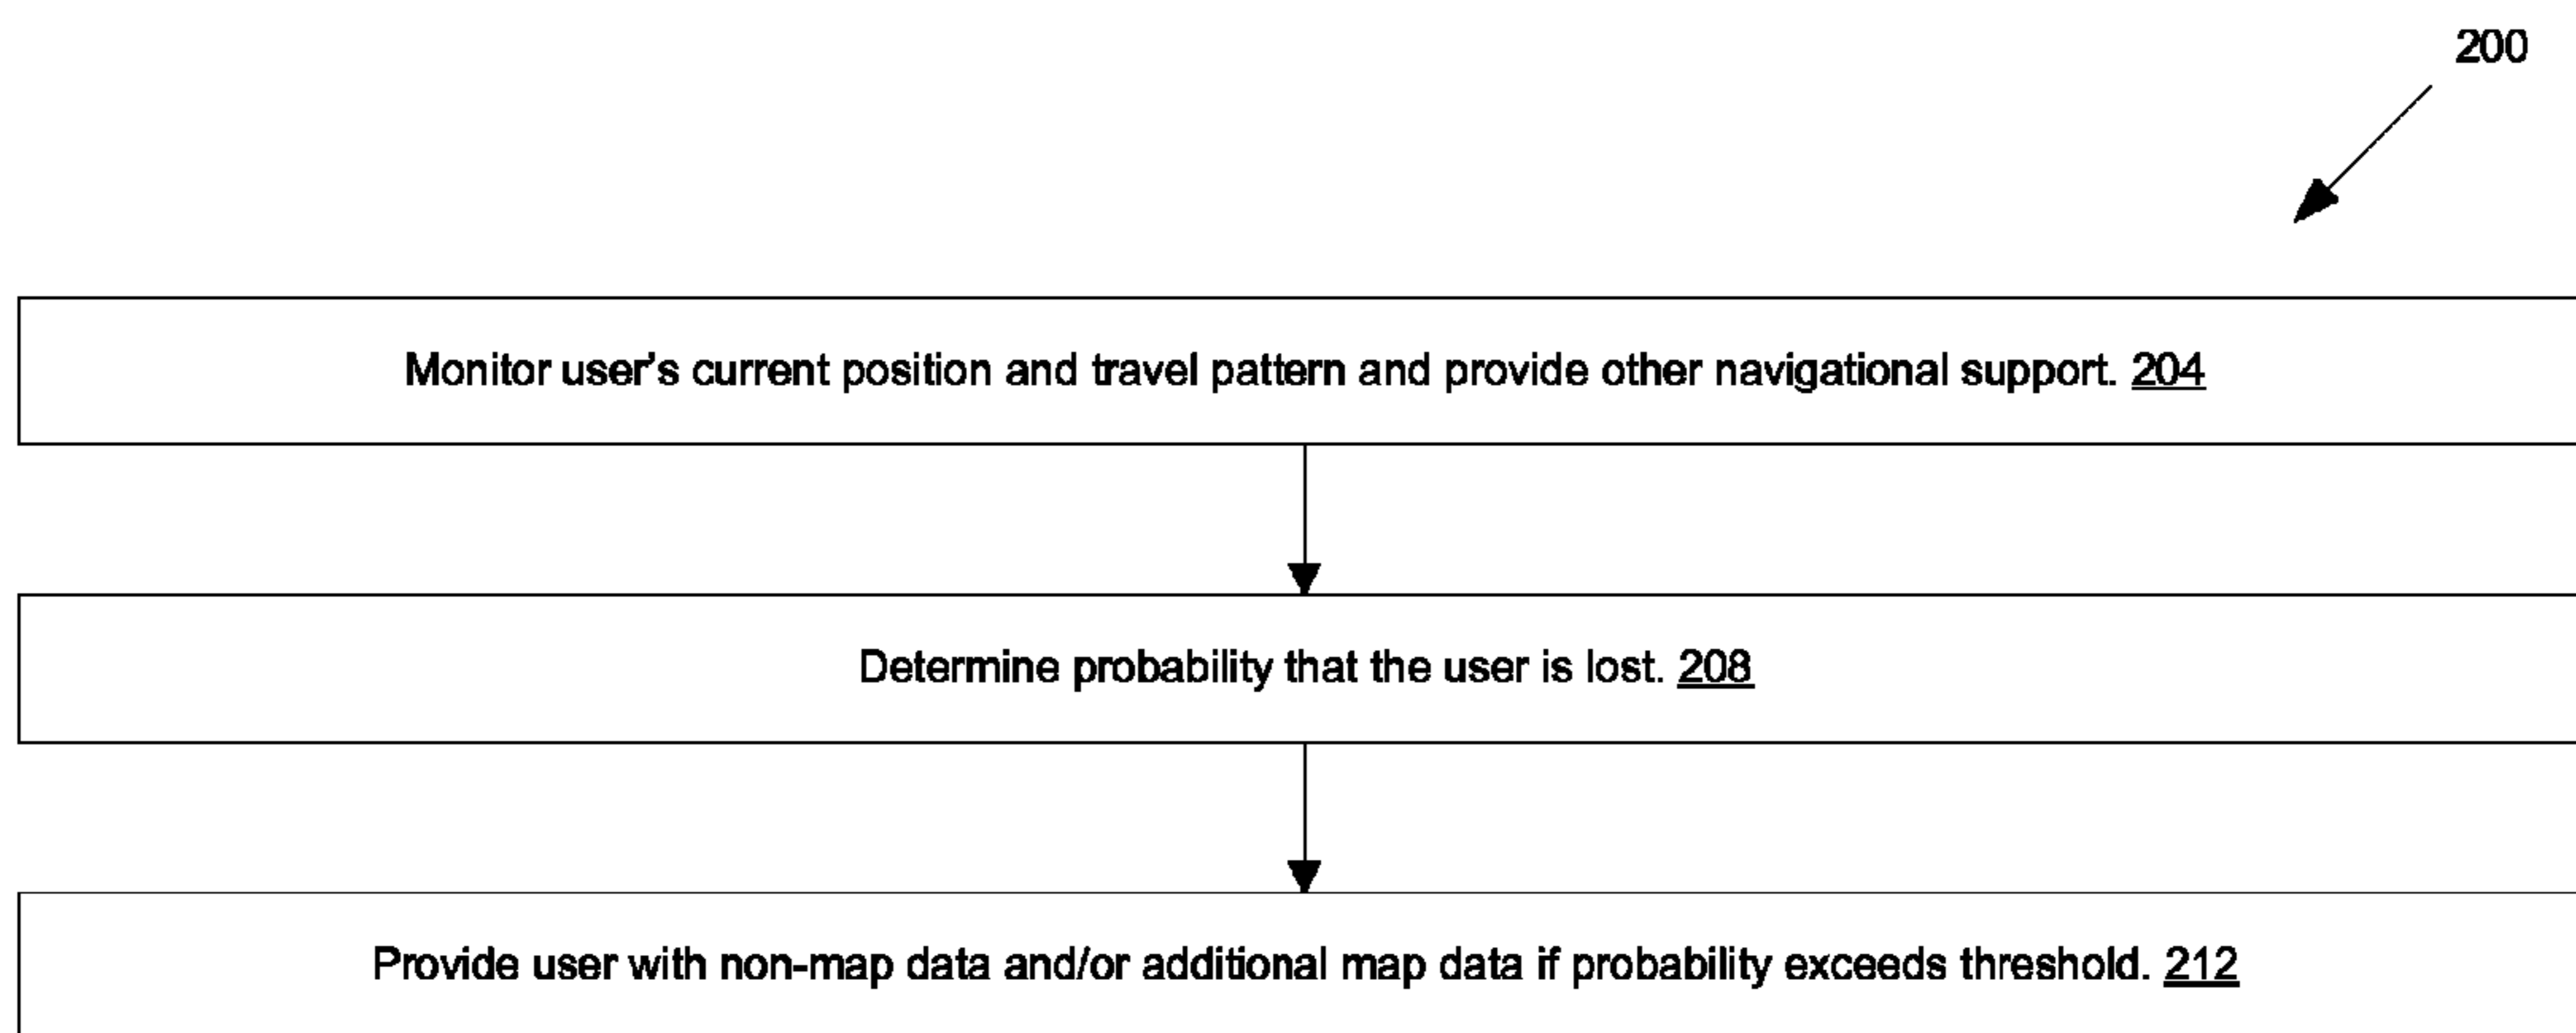 200
Monitor user's current position and travel pattern and provide other navigational support. 204
Determine probability that the user is lost. 208
Provide user with non-map data and/or additional map data if probability exceeds threshold. 212